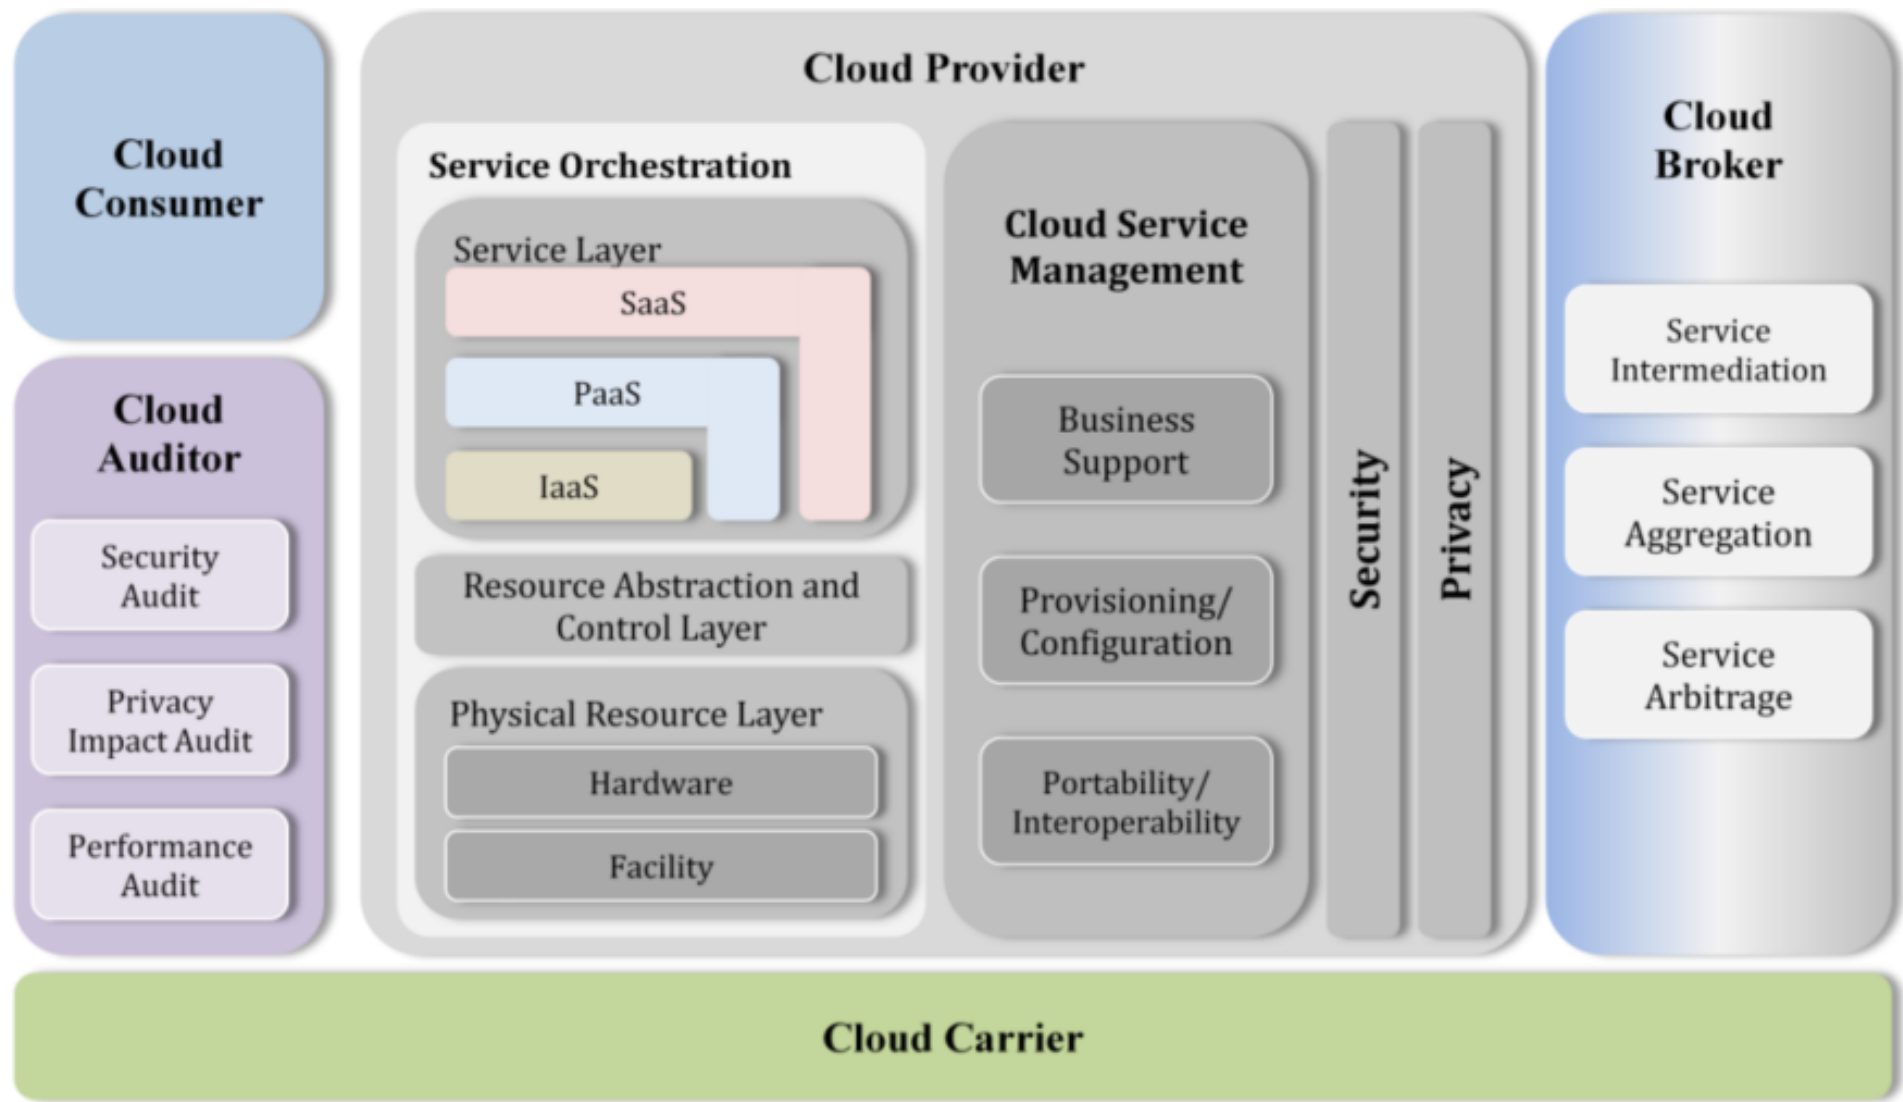 Cloud
Consumer
Cloud
Auditor
Security
Audit
Privacy
Impact Audit
Performance
Audit
Cloud Provider
Service Orchestration
Service Layer
SaaS
PaaS
IaaS
Resource Abstraction and
Control Layer
Physical Resource Layer
Hardware
Facility
Cloud Service
Management
Business
Support
Provisioning/
Configuration
Portability/
Interoperability
Security
Privacy
Cloud
Broker
Service
Intermediation
Service
Aggregation
Service
Arbitrage
Cloud Carrier